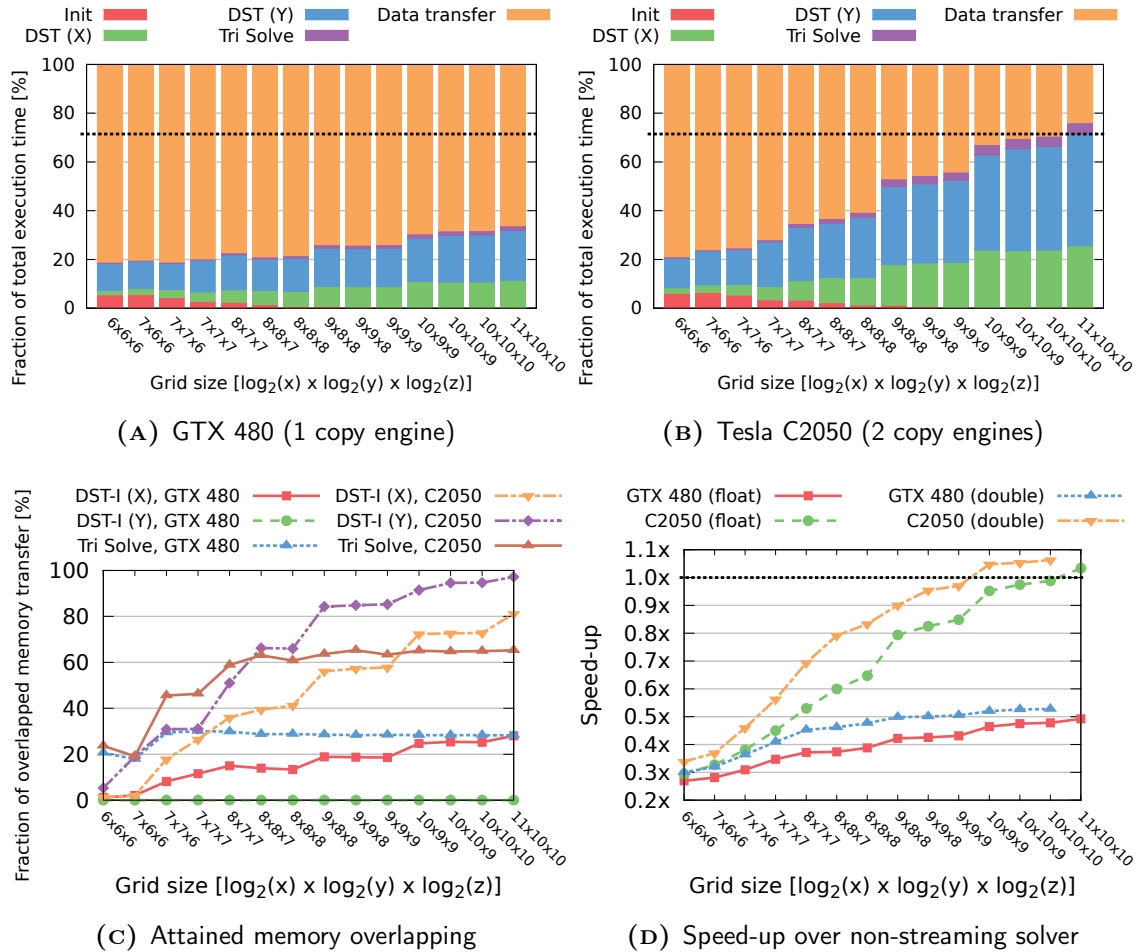 Init
DST (X)
DST (Y)
Tri Solve
Data transfer
Fraction of total execution time [%]
100
80
60
40
20
0
6x6x6
7x6x6
7x7x6
7x7x7
8x7x7
8x8x7
8x8x8
9x8x8
9x9x8
9x9x9
10x9x9
10x10x9
10x10x10
11x10x10
Grid size [log2(x) x log2(y) x log2(z)]
(A) GTX 480 (1 copy engine)
Init
DST (X)
DST (Y)
Tri Solve
Data transfer
Fraction of total execution time [%]
100
80
60
40
20
0
6x6x6
7x6x6
7x7x6
7x7x7
8x7x7
8x8x7
8x8x8
9x8x8
9x9x8
9x9x9
10x9x9
10x10x9
10x10x10
11x10x10
Grid size [log2(x) x log2(y) x log2(z)]
(B) Tesla C2050 (2 copy engines)
DST-I (X), GTX 480
DST-I (Y), GTX 480
Tri Solve, GTX 480
DST-I (X), C2050
DST-I (Y), C2050
Tri Solve, C2050
Fraction of overlapped memory transfer [%]
100
80
60
40
20
0
6x6x6
7x6x6
7x7x6
7x7x7
8x7x7
8x8x7
8x8x8
9x8x8
9x9x8
9x9x9
10x9x9
10x10x9
10x10x10
11x10x10
Grid size [log2(x) x log2(y) x log2(z)]
(C) Attained memory overlapping
GTX 480 (float)
C2050 (float)
GTX 480 (double)
C2050 (double)
Speed-up
1.1x
1.0x
0.9x
0.8x
0.7x
0.6x
0.5x
0.4x
0.3x
0.2x
6x6x6
7x6x6
7x7x6
7x7x7
8x7x7
8x8x7
8x8x8
9x8x8
9x9x8
9x9x9
10x9x9
10x10x9
10x10x10
11x10x10
Grid size [log2(x) x log2(y) x log2(z)]
(D) Speed-up over non-streaming solver